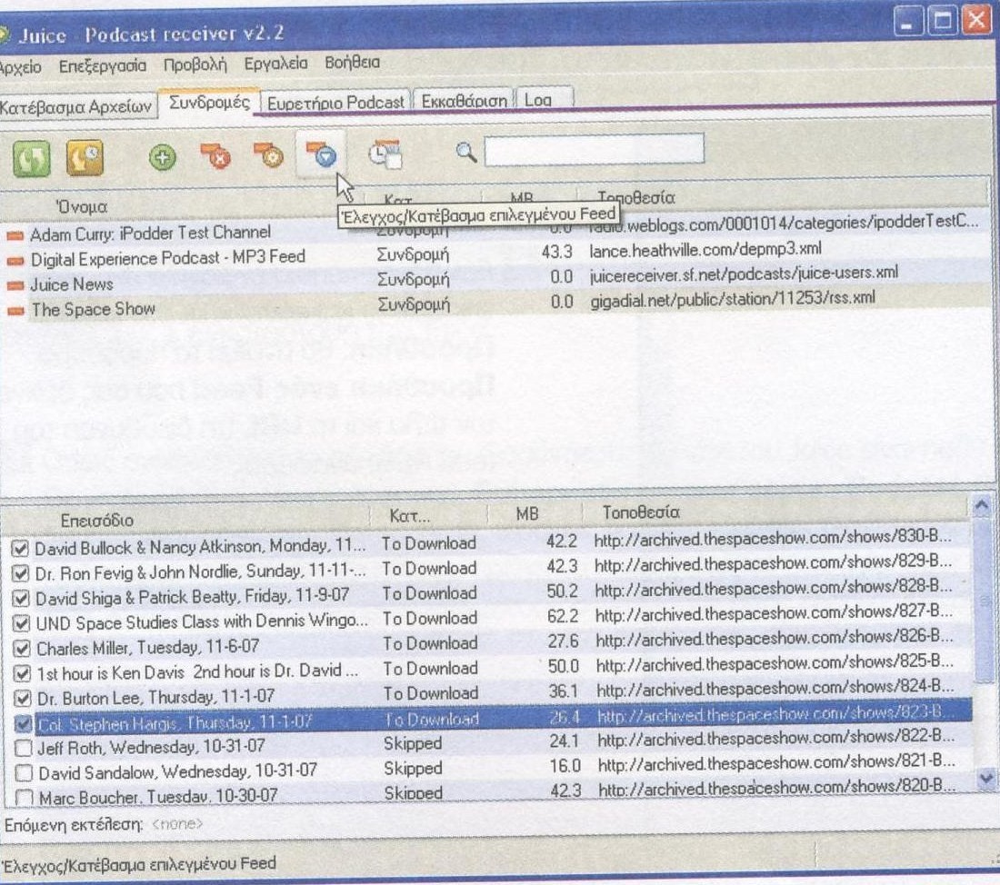 Juice - Podcast receiver v2.2
Αρχείο Επεξεργασία Προβολή Εργαλεία Βοήθεια
Κατέβασμα Αρχείων Συνδρομές Ευρετήριο Podcast Εκκαθάριση Log
Όνομα Κατ... MB Τοποθεσία
Έλεγχος/Κατέβασμα επιλεγμένου Feed
Adam Curry: iPodder Test Channel Συνδρομή 0.0 radio.weblogs.com/0001014/categories/ipodderTestC...
Digital Experience Podcast - MP3 Feed Συνδρομή 43.3 lance.heathville.com/depmp3.xml
Juice News Συνδρομή 0.0 juicereceiver.sf.net/podcasts/juice-users.xml
The Space Show Συνδρομή 0.0 gigadial.net/public/station/11253/rss.xml
Επεισόδιο Κατ... MB Τοποθεσία
David Bullock & Nancy Atkinson, Monday, 11... To Download 42.2 http://archived.thespaceshow.com/shows/830-B...
Dr. Ron Fevig & John Nordlie, Sunday, 11-11-... To Download 42.3 http://archived.thespaceshow.com/shows/829-B...
David Shiga & Patrick Beatty, Friday, 11-9-07 To Download 50.2 http://archived.thespaceshow.com/shows/828-B...
UND Space Studies Class with Dennis Wingo... To Download 62.2 http://archived.thespaceshow.com/shows/827-B...
Charles Miller, Tuesday, 11-6-07 To Download 27.6 http://archived.thespaceshow.com/shows/826-B...
1st hour is Ken Davis 2nd hour is Dr. David ... To Download 50.0 http://archived.thespaceshow.com/shows/825-B...
Dr. Burton Lee, Thursday, 11-1-07 To Download 36.1 http://archived.thespaceshow.com/shows/824-B...
Col. Stephen Hargis, Thursday, 11-1-07 To Download 26.4 http://archived.thespaceshow.com/shows/823-B...
Jeff Roth, Wednesday, 10-31-07 Skipped 24.1 http://archived.thespaceshow.com/shows/822-B...
David Sandalow, Wednesday, 10-31-07 Skipped 16.0 http://archived.thespaceshow.com/shows/821-B...
Marc Boucher, Tuesday, 10-30-07 Skipped 42.3 http://archived.thespaceshow.com/shows/820-B...
Επόμενη εκτέλεση: <none>
Έλεγχος/Κατέβασμα επιλεγμένου Feed